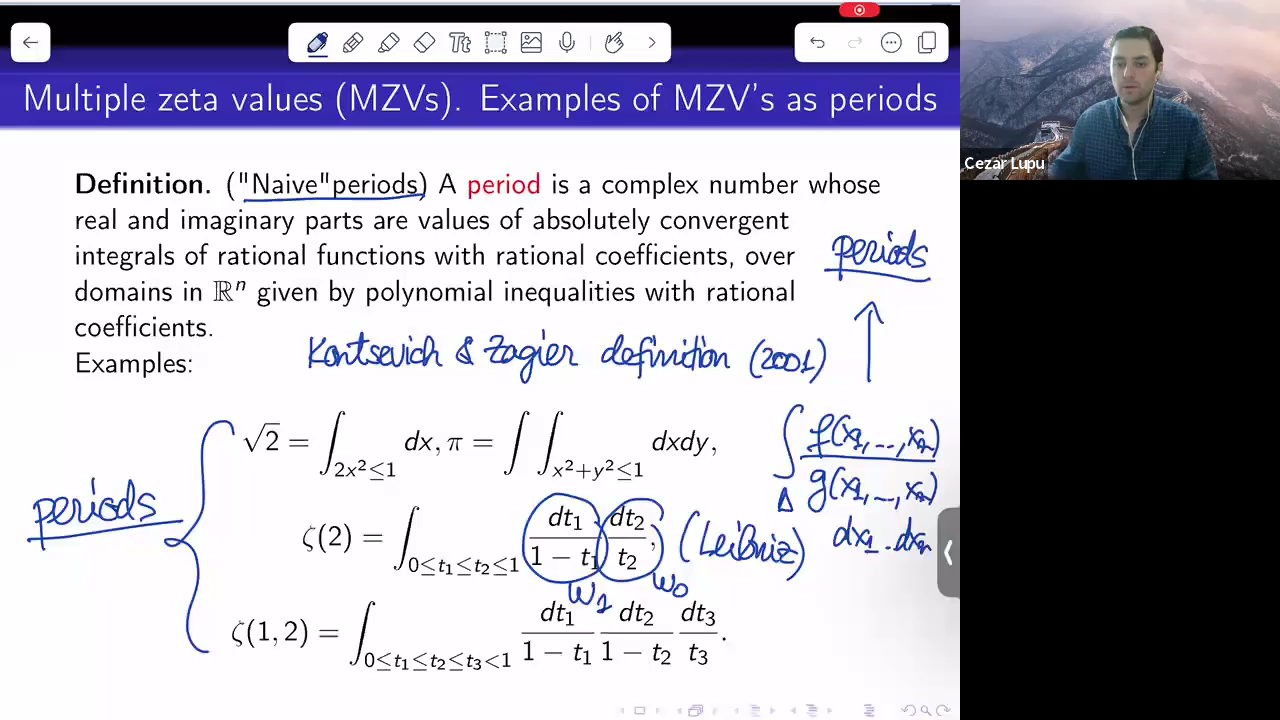 Multiple zeta values (MZVs). Examples of MZV's as periods
Cezar Lupu
Definition. ("Naive"periods) A period is a complex number whose
real and imaginary parts are values of absolutely convergent
integrals of rational functions with rational coefficients, over
domains in ℝⁿ given by polynomial inequalities with rational
coefficients.
periods
Examples:
Kontsevich & Zagier definition (2001)
√2 = ∫_{2x²≤1} dx, π = ∫∫_{x²+y²≤1} dxdy,
∫_Δ f(x₁,...,xₙ)/g(x₁,...,xₙ) dx₁..dxₙ
periods
ζ(2) = ∫_{0≤t₁≤t₂≤1} dt₁/(1−t₁) dt₂/t₂, (Leibniz)
w₁ w₀
ζ(1, 2) = ∫_{0≤t₁≤t₂≤t₃<1} dt₁/(1−t₁) dt₂/(1−t₂) dt₃/t₃.